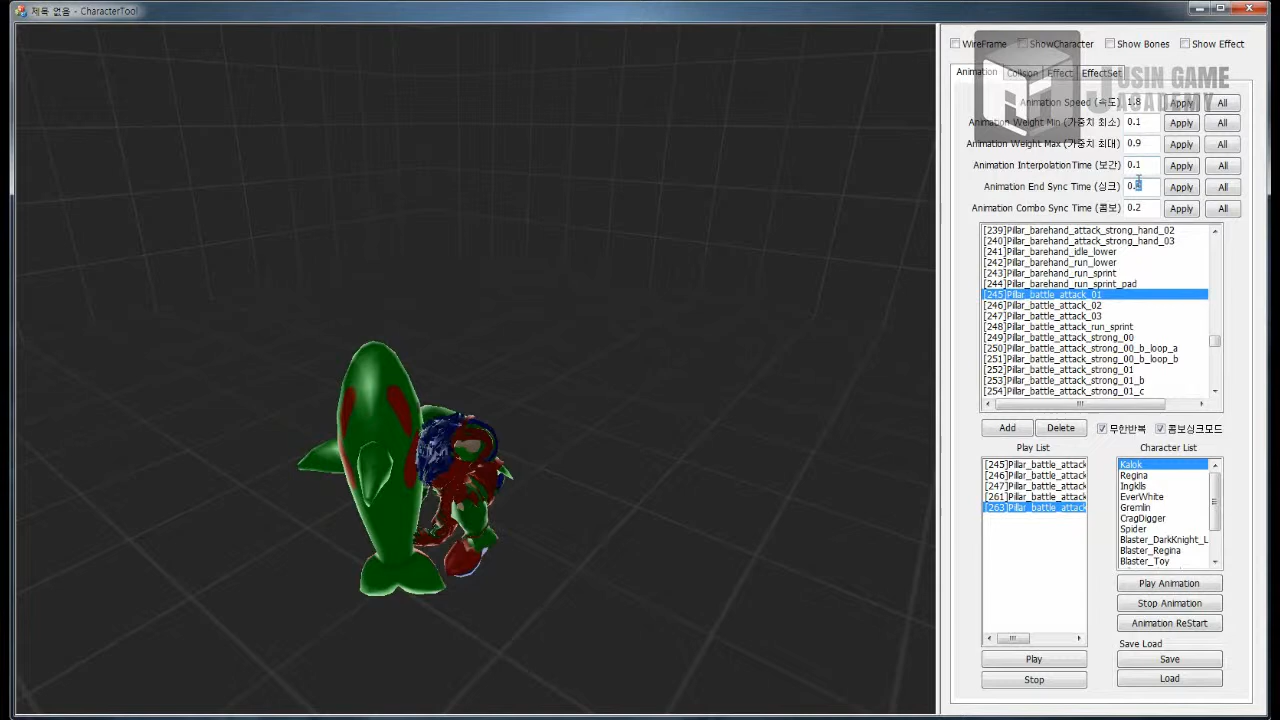 제목 없음 - CharacterTool
WireFrame
ShowCharacter
Show Bones
Show Effect
JUSIN GAME
ACADEMY
Animation
Collsion
Effect
EffectSet
Animation Speed (속도) 1.8 Apply All
Animation Weight Min (가중치 최소) 0.1 Apply All
Animation Weight Max (가중치 최대) 0.9 Apply All
Animation InterpolationTime (보간) 0.1 Apply All
Animation End Sync Time (싱크) Apply All
Animation Combo Sync Time (콤보) 0.2 Apply All
[239]Pillar_barehand_attack_strong_hand_02
[240]Pillar_barehand_attack_strong_hand_03
[241]Pillar_barehand_idle_lower
[242]Pillar_barehand_run_lower
[243]Pillar_barehand_run_sprint
[244]Pillar_barehand_run_sprint_pad
[245]Pillar_battle_attack_01
[246]Pillar_battle_attack_02
[247]Pillar_battle_attack_03
[248]Pillar_battle_attack_run_sprint
[249]Pillar_battle_attack_strong_00
[250]Pillar_battle_attack_strong_00_b_loop_a
[251]Pillar_battle_attack_strong_00_b_loop_b
[252]Pillar_battle_attack_strong_01
[253]Pillar_battle_attack_strong_01_b
[254]Pillar_battle_attack_strong_01_c
Add
Delete
무한반복
콤보싱크모드
Play List
[245]Pillar_battle_attack
[246]Pillar_battle_attack
[247]Pillar_battle_attack
[261]Pillar_battle_attack
[263]Pillar_battle_attack
Play
Stop
Character List
Kalok
Regina
Ingklls
EverWhite
Gremlin
CragDigger
Spider
Blaster_DarkKnight_L
Blaster_Regina
Blaster_Toy
Play Animation
Stop Animation
Animation ReStart
Save Load
Save
Load